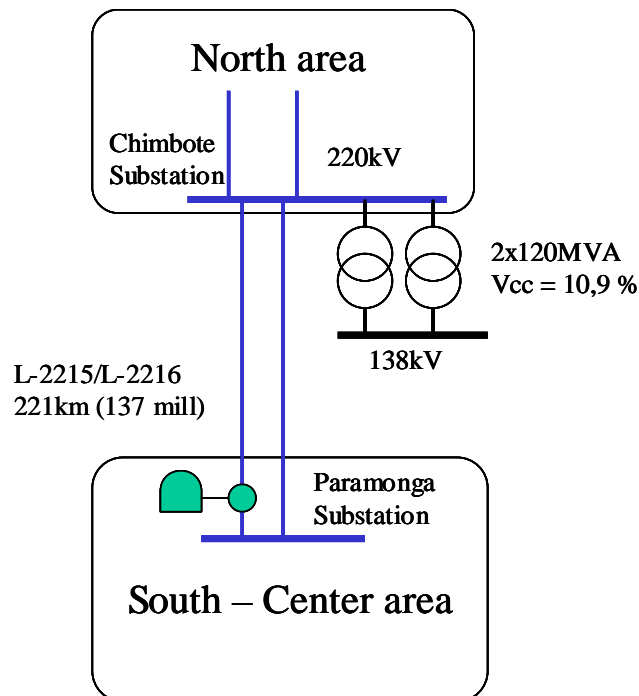 North area
Chimbote
Substation
220kV
2x120MVA
Vcc = 10,9 %
138kV
L-2215/L-2216
221km (137 mill)
Paramonga
Substation
South – Center area